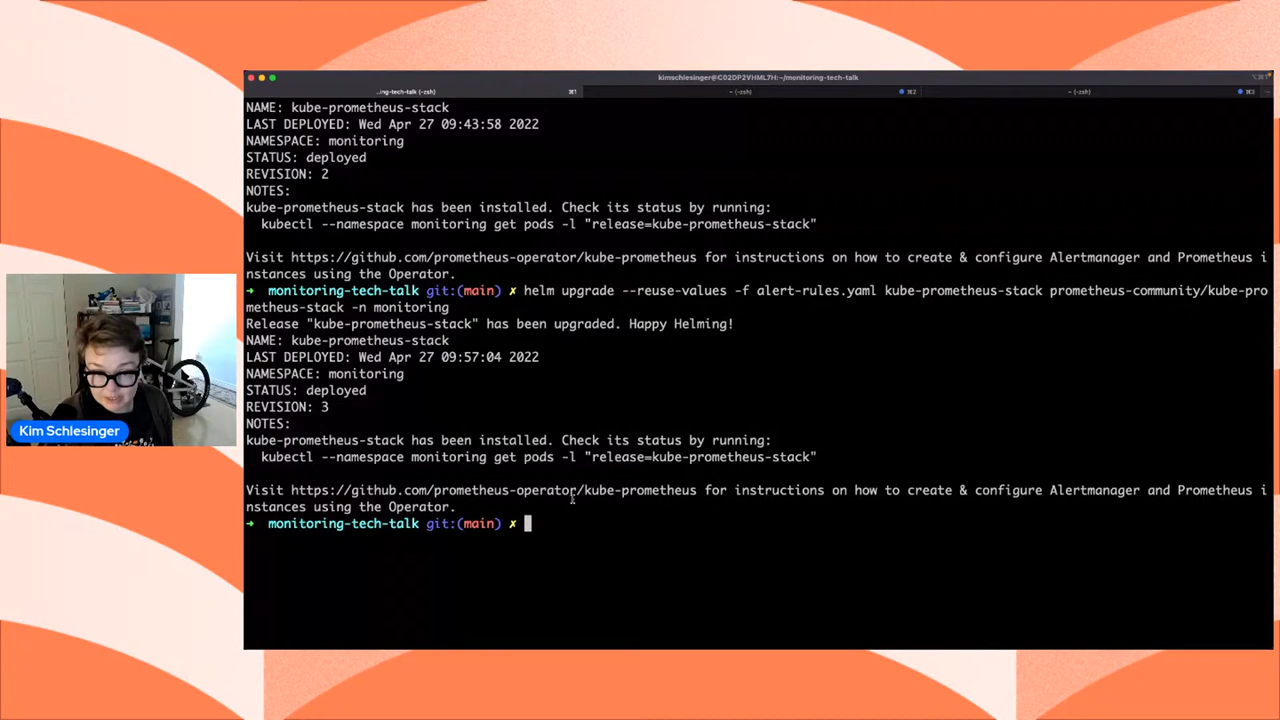 kimschlesinger@C02DP2VHML7H:~/monitoring-tech-talk
..ing-tech-talk (-zsh) ⌘1 ~ (-zsh) ⌘2 ~ (-zsh) ⌘3
NAME: kube-prometheus-stack
LAST DEPLOYED: Wed Apr 27 09:43:58 2022
NAMESPACE: monitoring
STATUS: deployed
REVISION: 2
NOTES:
kube-prometheus-stack has been installed. Check its status by running:
  kubectl --namespace monitoring get pods -l "release=kube-prometheus-stack"
Visit https://github.com/prometheus-operator/kube-prometheus for instructions on how to create & configure Alertmanager and Prometheus i
nstances using the Operator.
➜ monitoring-tech-talk git:(main) ✗ helm upgrade --reuse-values -f alert-rules.yaml kube-prometheus-stack prometheus-community/kube-pro
metheus-stack -n monitoring
Release "kube-prometheus-stack" has been upgraded. Happy Helming!
NAME: kube-prometheus-stack
LAST DEPLOYED: Wed Apr 27 09:57:04 2022
NAMESPACE: monitoring
STATUS: deployed
REVISION: 3
NOTES:
kube-prometheus-stack has been installed. Check its status by running:
  kubectl --namespace monitoring get pods -l "release=kube-prometheus-stack"
Visit https://github.com/prometheus-operator/kube-prometheus for instructions on how to create & configure Alertmanager and Prometheus i
nstances using the Operator.
➜ monitoring-tech-talk git:(main) ✗
Kim Schlesinger